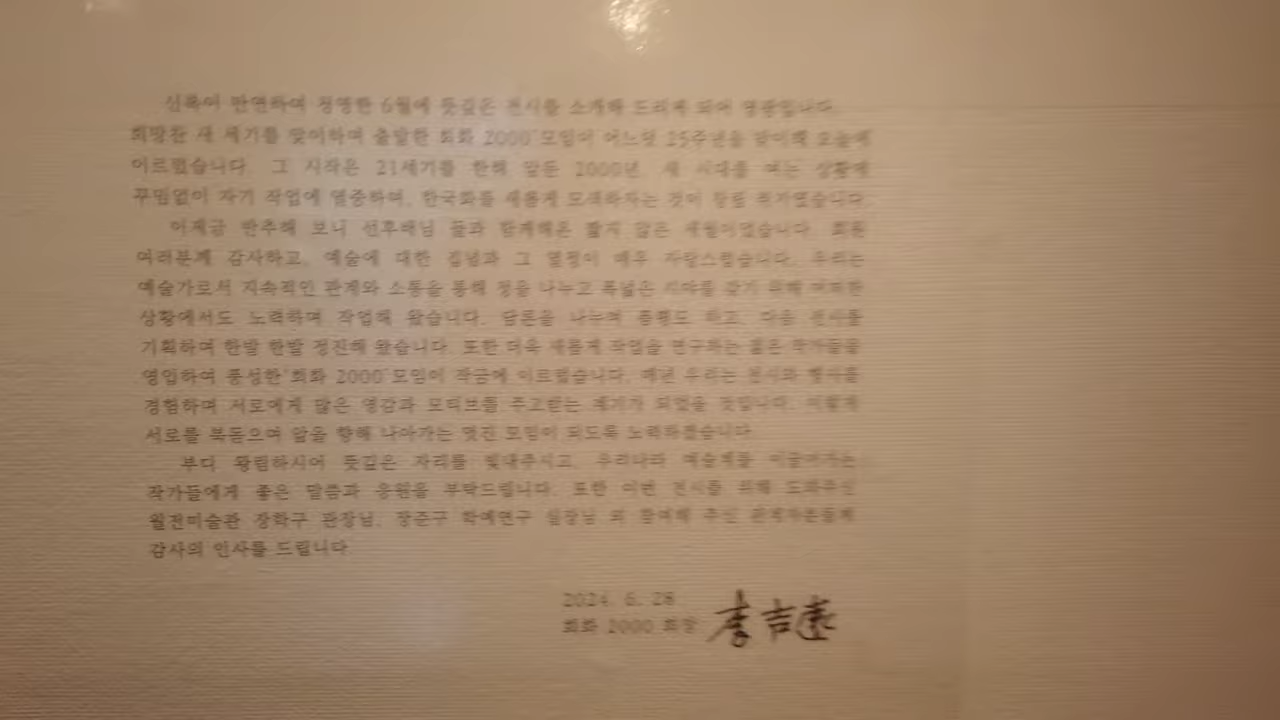 신록이 만연하여 청명한 6월에 뜻깊은 전시를 소개해 드리게 되어 영광입니다.
희망찬 새 세기를 맞이하여 출발한 회화 2000 모임이 어느덧 25주년을 맞이해 오늘에
이르렀습니다. 그 시작은 21세기를 한해 앞둔 2000년, 새 시대를 여는 상황에
꾸밈없이 자기 작업에 열중하며, 한국화를 새롭게 모색하자는 것이 창립 취지였습니다.
이제금 반추해 보니 선후배님 들과 함께해온 짧지 않은 세월이었습니다. 회원
여러분께 감사하고, 예술에 대한 집념과 그 열정이 매우 자랑스럽습니다. 우리는
예술가로서 지속적인 관계와 소통을 통해 정을 나누고 폭넓은 시야를 갖기 위해 어떠한
상황에서도 노력하며 작업해 왔습니다. 담론을 나누며 품평도 하고, 다음 전시를
기획하며 한발 한발 정진해 왔습니다. 또한 더욱 새롭게 작업을 연구하는 젊은 작가들을
영입하여 풍성한 '회화 2000'모임이 작금에 이르렀습니다. 매년 우리는 전시와 행사를
경험하며 서로에게 많은 영감과 모티브를 주고받는 계기가 되었을 것입니다. 이렇게
서로를 북돋으며 앞을 향해 나아가는 멋진 모임이 되도록 노력하겠습니다.
부디 왕림하시어 뜻깊은 자리를 빛내주시고, 우리나라 예술계를 이끌어가는
작가들에게 좋은 말씀과 응원을 부탁드립니다. 또한 이번 전시를 위해 도와주신
월전미술관 장학구 관장님, 장준구 학예연구 실장님 외 참여해 주신 관계자분들께
감사의 인사를 드립니다.
2024. 6. 28
회화 2000 회장 李吉